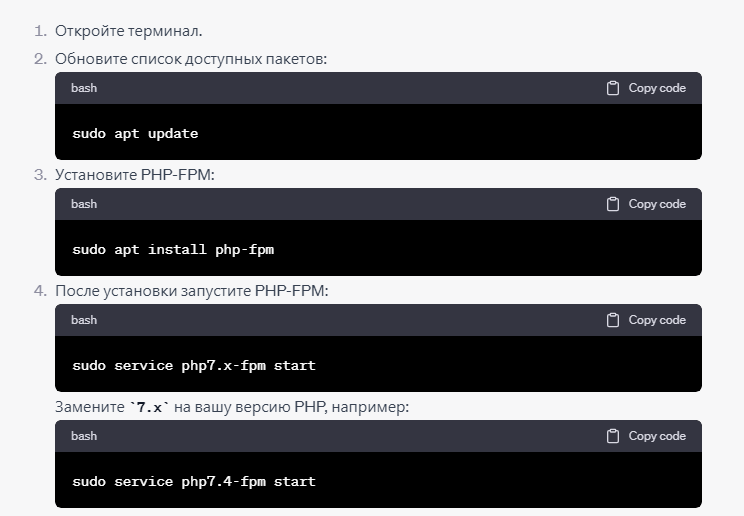 1. Откройте терминал.
2. Обновите список доступных пакетов:
bash Copy code
sudo apt update
3. Установите PHP-FPM:
bash Copy code
sudo apt install php-fpm
4. После установки запустите PHP-FPM:
bash Copy code
sudo service php7.x-fpm start
Замените `7.x` на вашу версию PHP, например:
bash Copy code
sudo service php7.4-fpm start